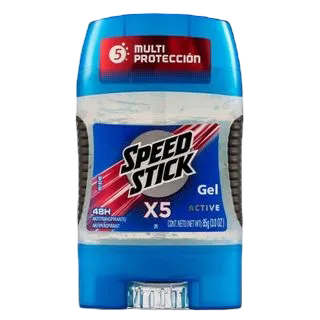 5 MULTI
PROTECCIÓN
SPEED
STICK
Gel
X5
ACTIVE
48H
ANTITRANSPIRANTE
ANTIPERSPIRANT
CONT. NETO (NET WT.) 85g (3.0 OZ)